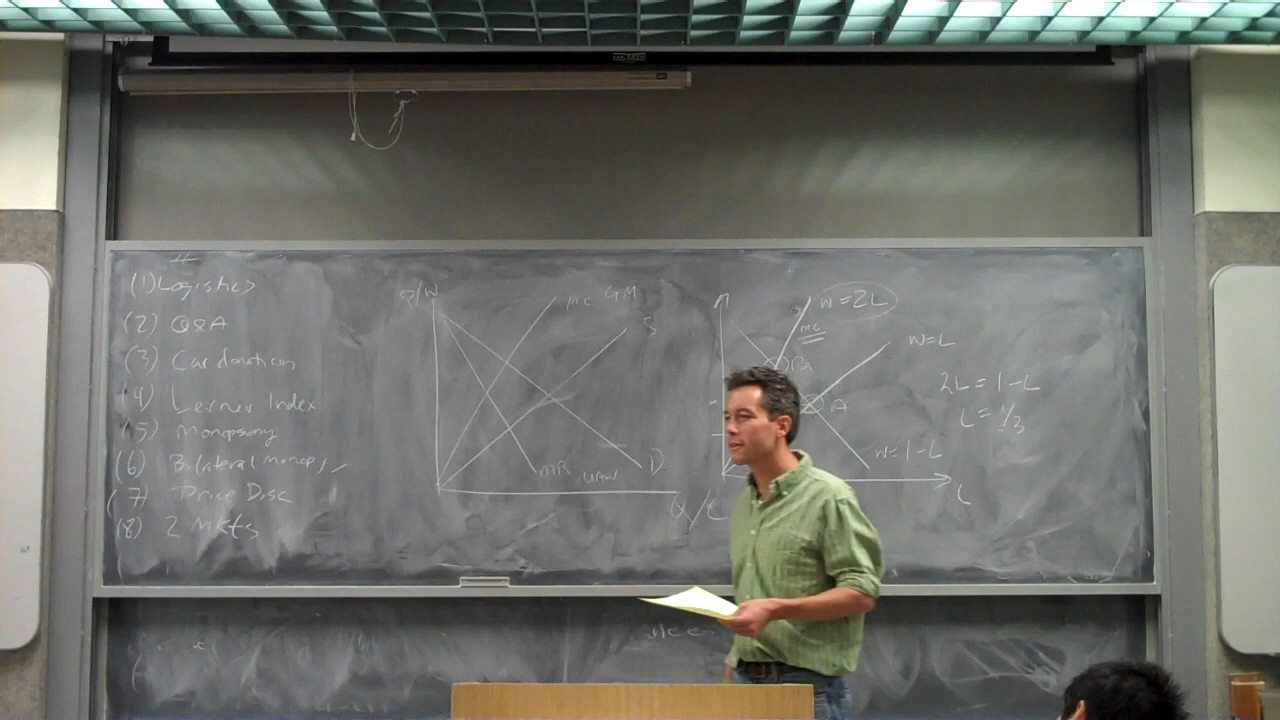 (1) Logistics
(2) Q&A
(3) Car donation
(4) Lerner Index
(5) Monopsony
(6) Bilateral Monop
(7) Price Disc
(8) 2 Mkts
P/W
MC GM
S
MR UAW D
Q/L
W=2L
MC
W=L
A
W=1-L
L
2L=1-L
L=1/3